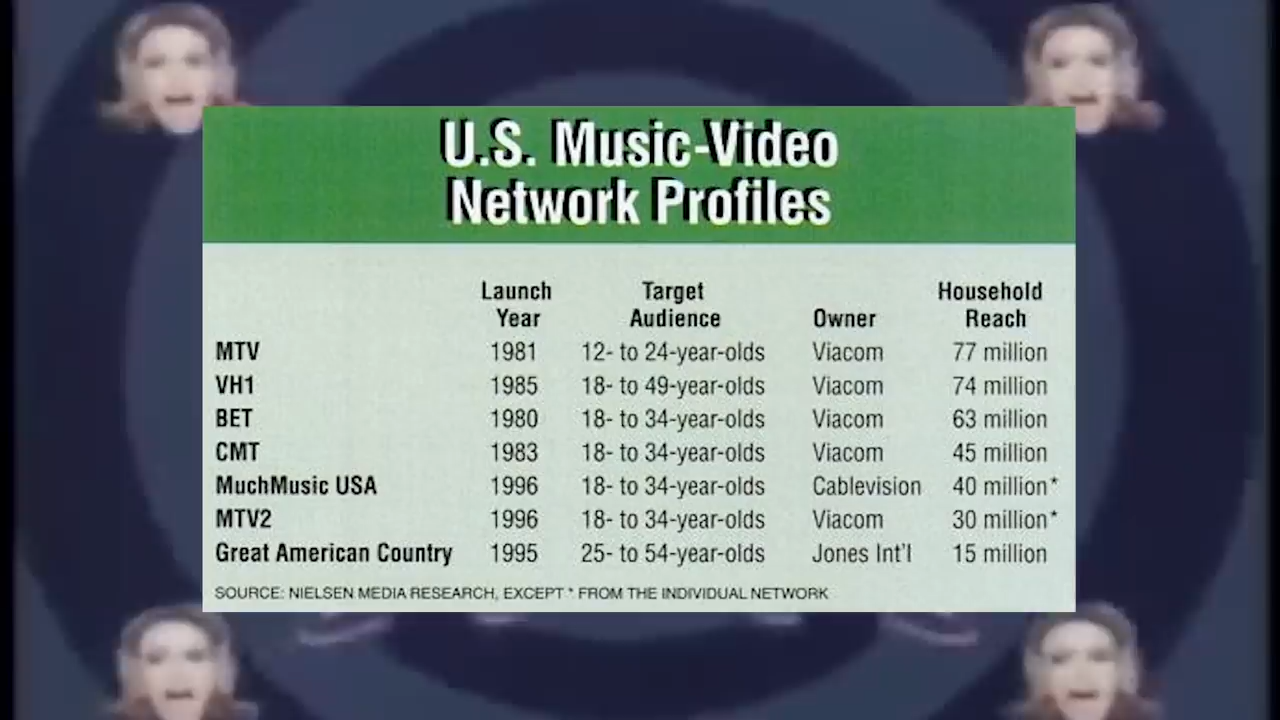 U.S. Music-Video
Network Profiles
Launch Year Target Audience Owner Household Reach
MTV 1981 12- to 24-year-olds Viacom 77 million
VH1 1985 18- to 49-year-olds Viacom 74 million
BET 1980 18- to 34-year-olds Viacom 63 million
CMT 1983 18- to 34-year-olds Viacom 45 million
MuchMusic USA 1996 18- to 34-year-olds Cablevision 40 million*
MTV2 1996 18- to 34-year-olds Viacom 30 million*
Great American Country 1995 25- to 54-year-olds Jones Int'l 15 million
SOURCE: NIELSEN MEDIA RESEARCH, EXCEPT * FROM THE INDIVIDUAL NETWORK